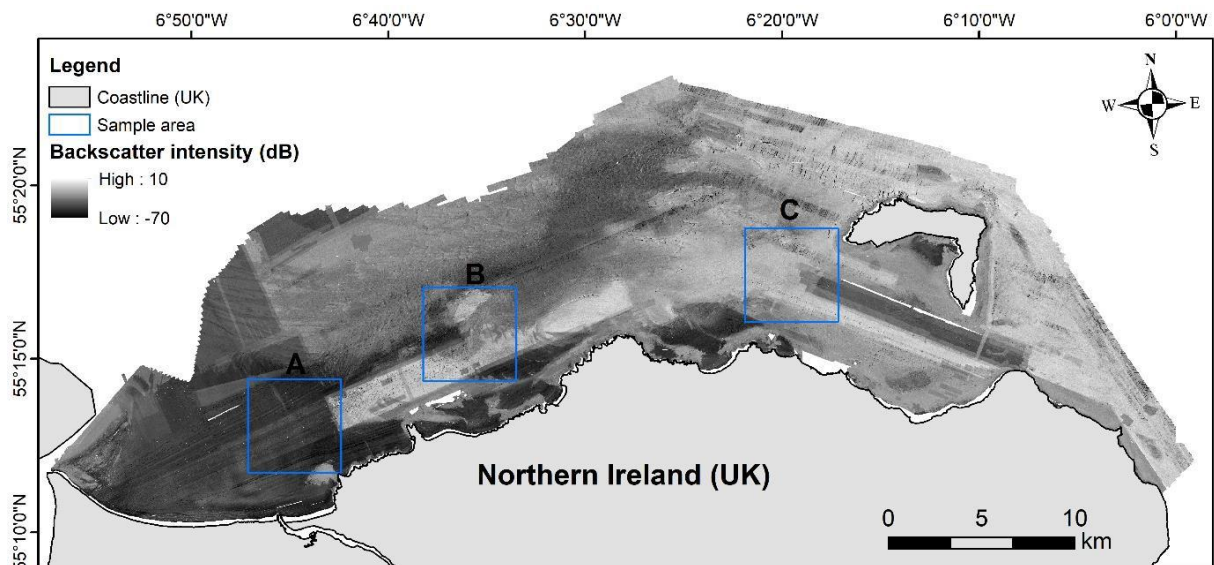 6°50'0"W 6°40'0"W 6°30'0"W 6°20'0"W 6°10'0"W 6°0'0"W
Legend
Coastline (UK)
Sample area
Backscatter intensity (dB)
High : 10
Low : -70
N
W E
S
55°20'0"N
55°15'0"N
55°10'0"N
A
B
C
Northern Ireland (UK)
0 5 10
km